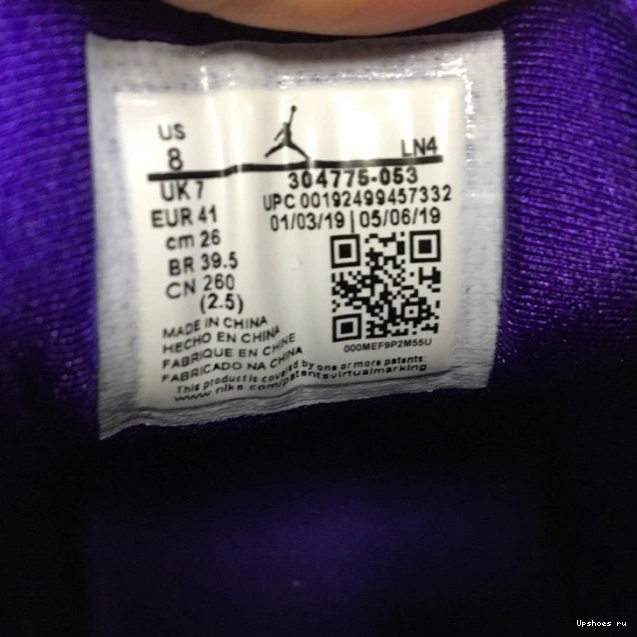 US
8
LN4
UK 7
304775-053
EUR 41
UPC 00192499457332
cm 26
01/03/19 | 05/06/19
BR 39.5
CN 260
(2.5)
MADE IN CHINA
HECHO EN CHINA
FABRIQUE EN CHINE
FABRICADO NA CHINA
000MEF9P2M55U
This product is covered by one or more patents:
www.nike.com/patentsvirtualmarking
Upshoes ru